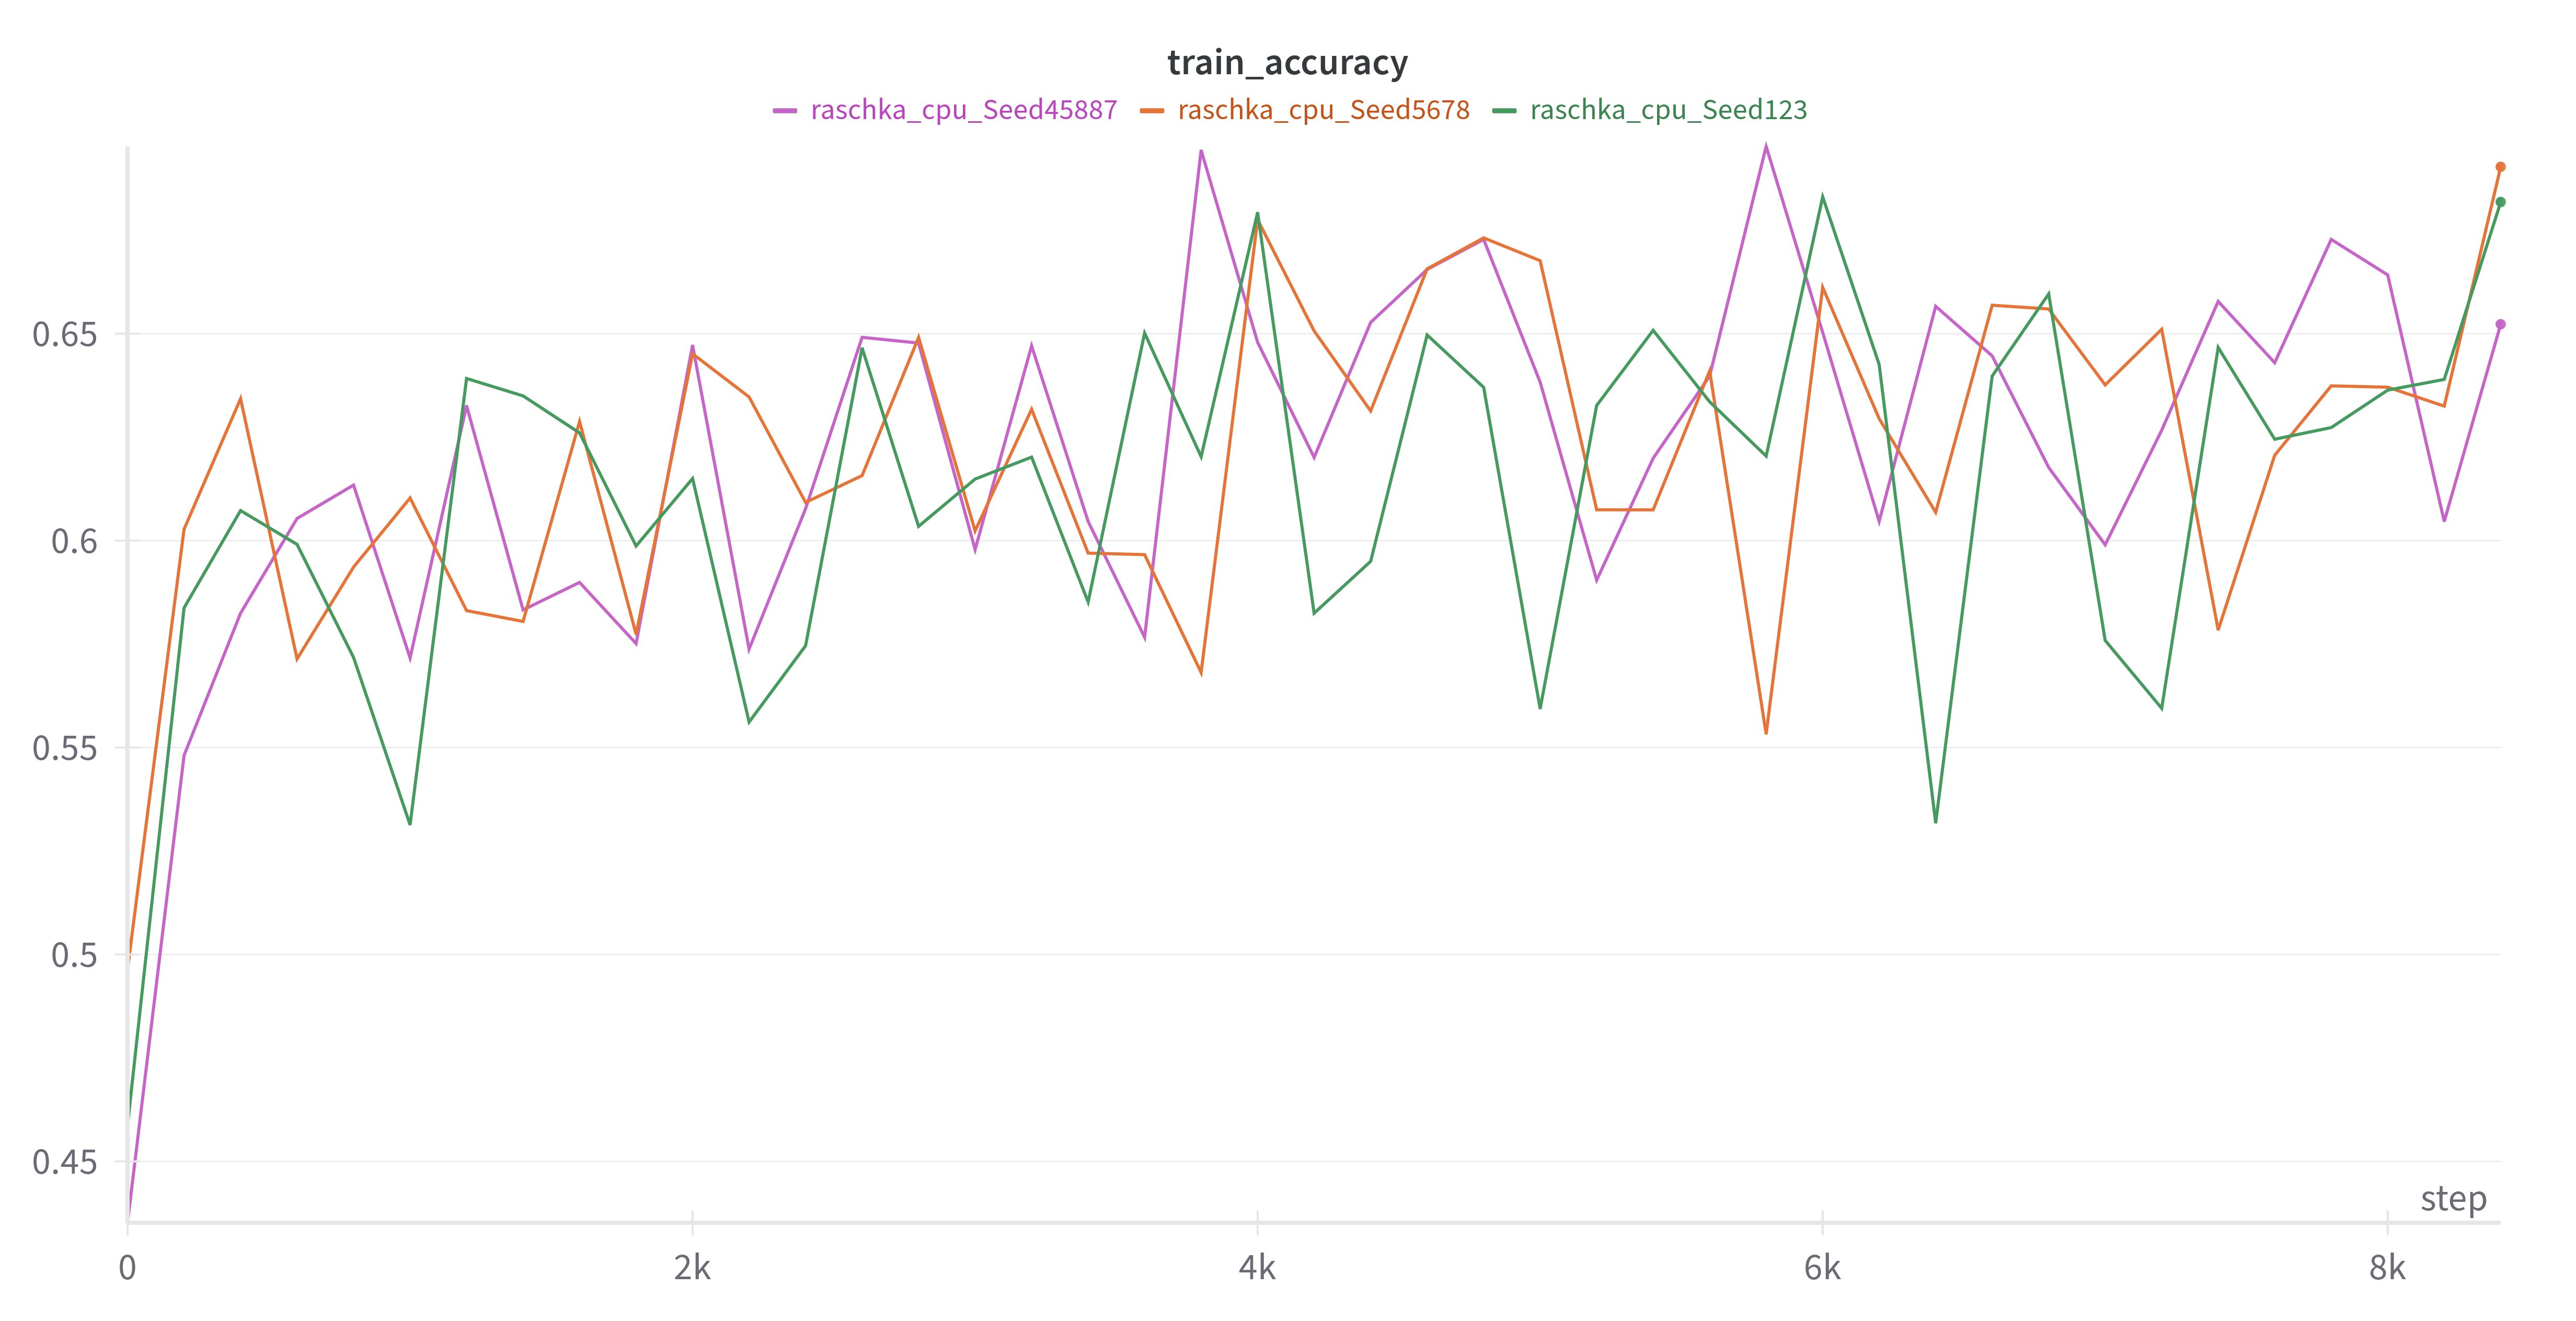 train_accuracy
raschka_cpu_Seed45887 raschka_cpu_Seed5678 raschka_cpu_Seed123
0.65
0.6
0.55
0.5
0.45
step
0 2k 4k 6k 8k